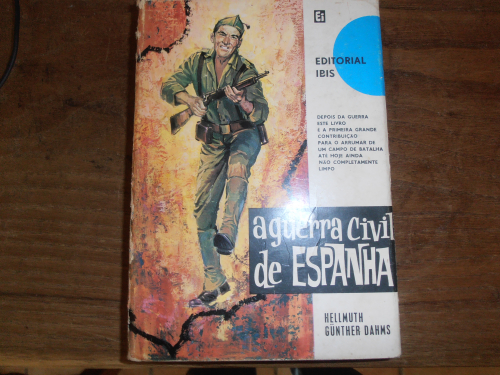 Ei
EDITORIAL
IBIS
DEPOIS DA GUERRA
ESTE LIVRO
É A PRIMEIRA GRANDE
CONTRIBUIÇÃO
PARA O ARRUMAR DE
UM CAMPO DE BATALHA
ATÉ HOJE AINDA
NÃO COMPLETAMENTE
LIMPO
a guerra civil
de ESPANHA
HELLMUTH
GÜNTHER DAHMS